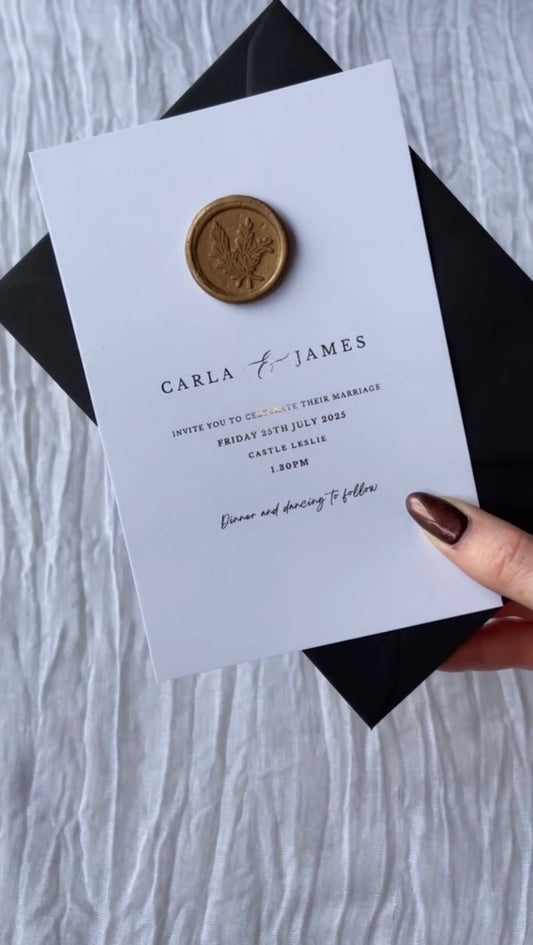 CARLA & JAMES
INVITE YOU TO CELEBRATE THEIR MARRIAGE
FRIDAY 25TH JULY 2025
CASTLE LESLIE
1.30PM
Dinner and dancing to follow